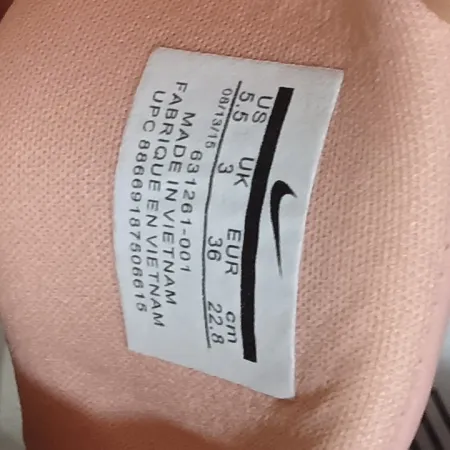 US UK EUR cm
5.5 3 36 22.8
08/13/15
631261-001
MADE IN VIETNAM
FABRIQUE EN VIETNAM
UPC 88669187506615